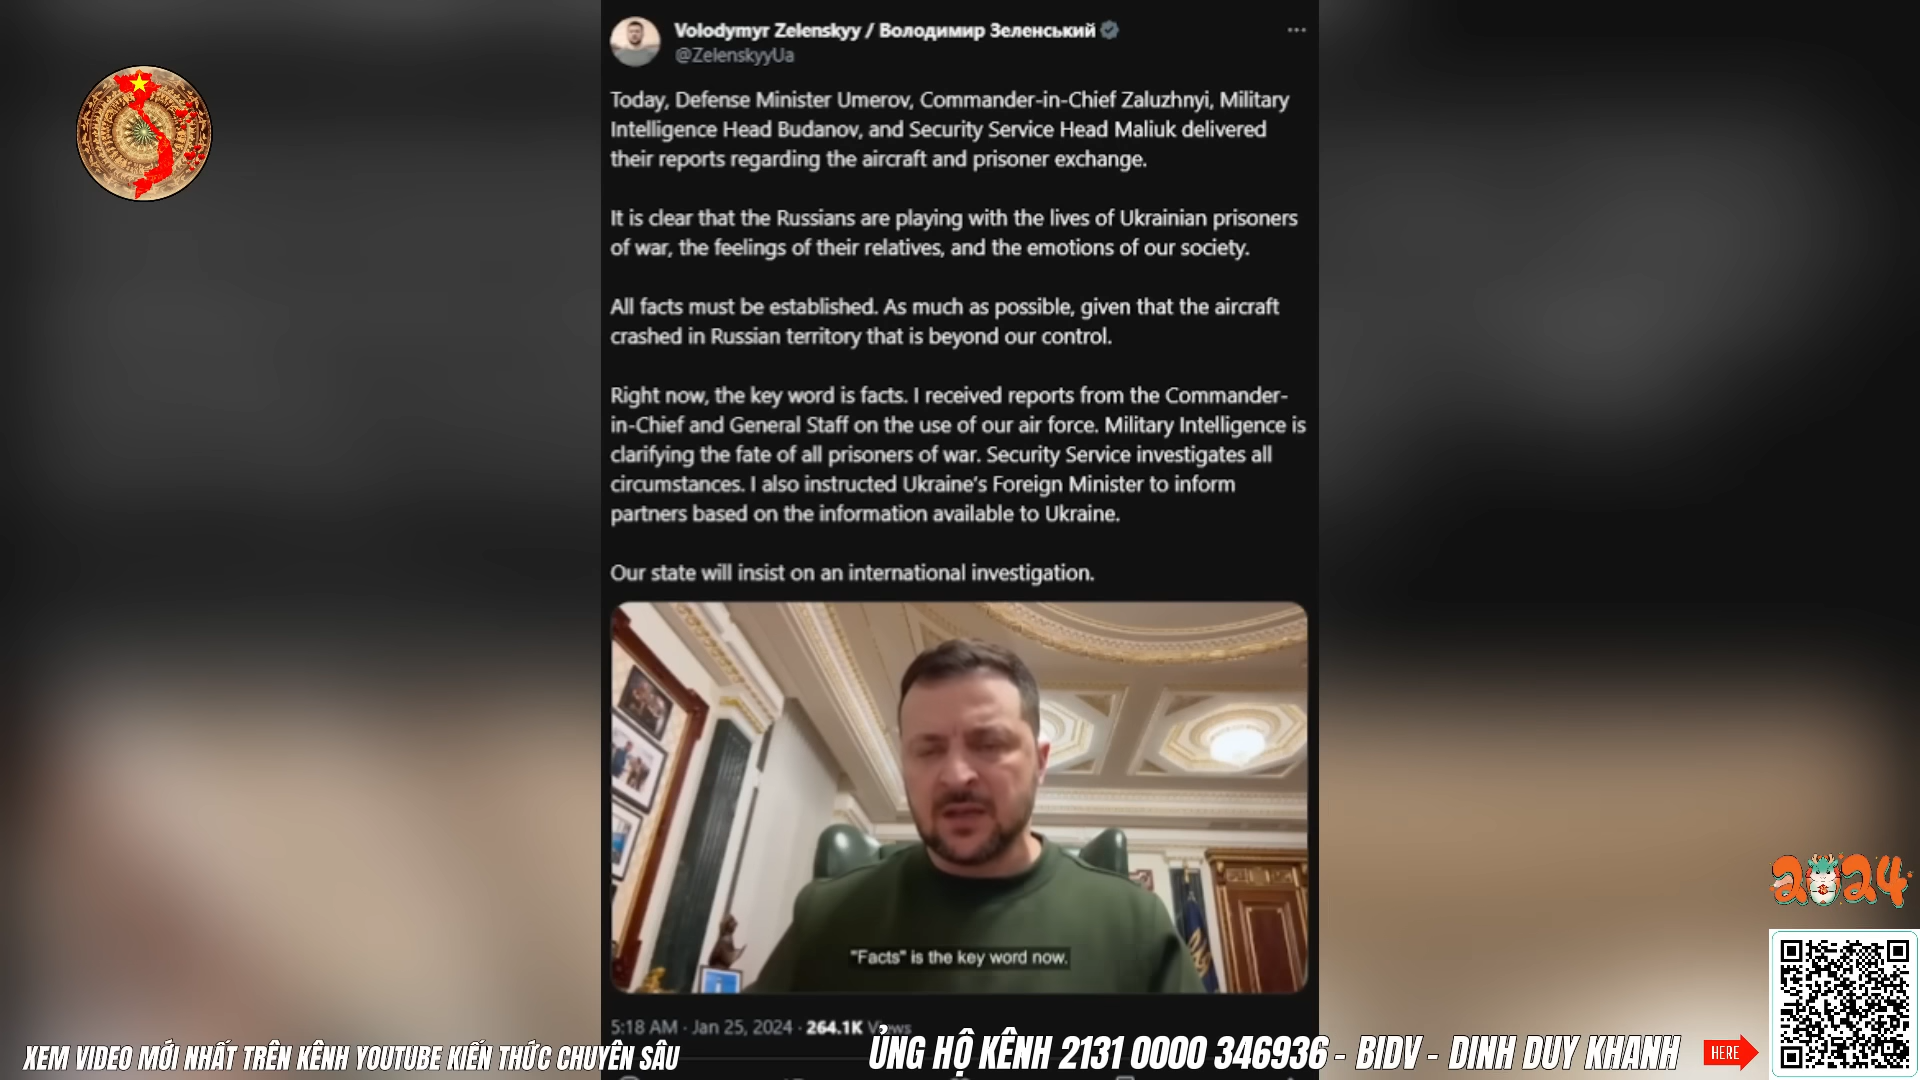 Volodymyr Zelenskyy / Володимир Зеленський
@ZelenskyyUa
Today, Defense Minister Umerov, Commander-in-Chief Zaluzhnyi, Military
Intelligence Head Budanov, and Security Service Head Maliuk delivered
their reports regarding the aircraft and prisoner exchange.
It is clear that the Russians are playing with the lives of Ukrainian prisoners
of war, the feelings of their relatives, and the emotions of our society.
All facts must be established. As much as possible, given that the aircraft
crashed in Russian territory that is beyond our control.
Right now, the key word is facts. I received reports from the Commander-
in-Chief and General Staff on the use of our air force. Military Intelligence is
clarifying the fate of all prisoners of war. Security Service investigates all
circumstances. I also instructed Ukraine's Foreign Minister to inform
partners based on the information available to Ukraine.
Our state will insist on an international investigation.
"Facts" is the key word now.
5:18 AM · Jan 25, 2024 · 264.1K Views
2024
XEM VIDEO MỚI NHẤT TRÊN KÊNH YOUTUBE KIẾN THỨC CHUYÊN SÂU
ỦNG HỘ KÊNH 2131 0000 346936 - BIDV - DINH DUY KHANH
HERE